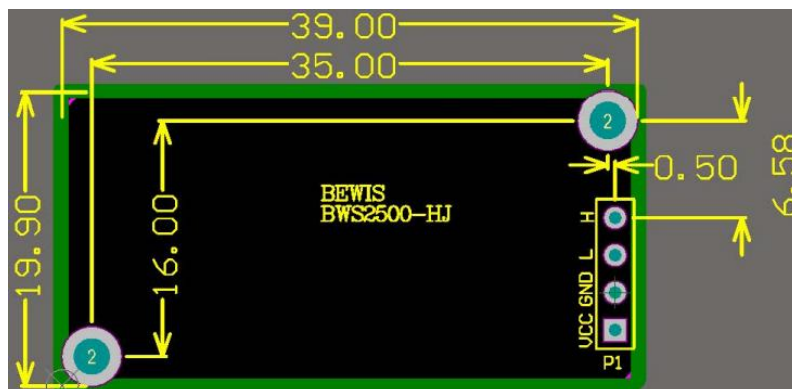 39.00
35.00
2
0.50
6.58
BEWIS
BWS2500-HJ
16.00
19.90
H
L
GND
VCC
2
P1